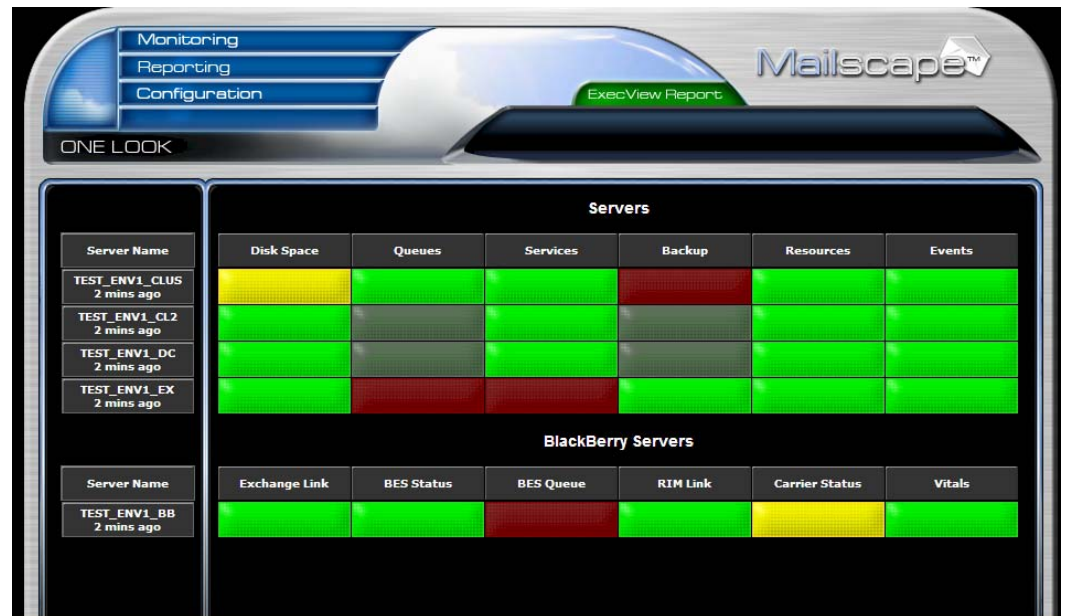 Monitoring
Reporting
Configuration
Mailscape™
ExecView Report
ONE LOOK
Servers
Server Name Disk Space Queues Services Backup Resources Events
TEST_ENV1_CLUS
2 mins ago
TEST_ENV1_CL2
2 mins ago
TEST_ENV1_DC
2 mins ago
TEST_ENV1_EX
2 mins ago
BlackBerry Servers
Server Name Exchange Link BES Status BES Queue RIM Link Carrier Status Vitals
TEST_ENV1_BB
2 mins ago